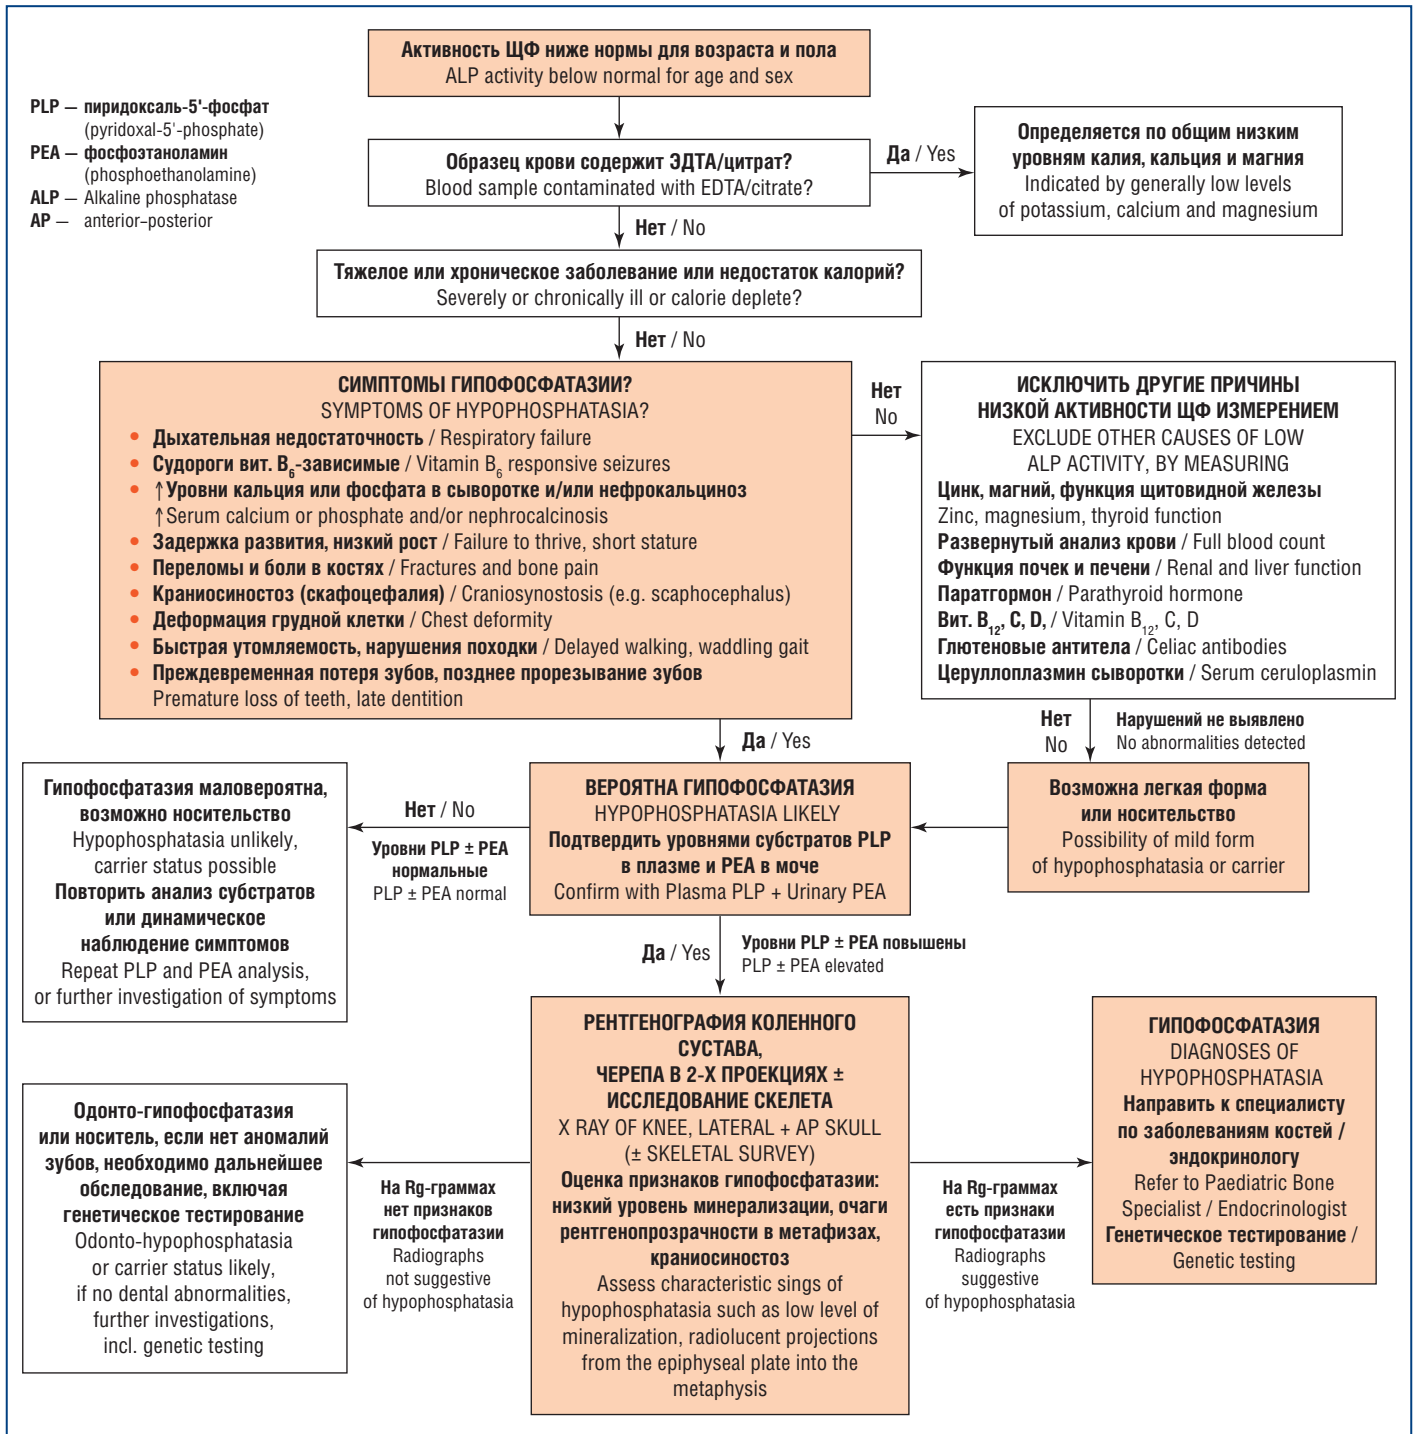 Активность ЩФ ниже нормы для возраста и пола
ALP activity below normal for age and sex
PLP — пиридоксаль-5'-фосфат
(pyridoxal-5'-phosphate)
PEA — фосфоэтаноламин
(phosphoethanolamine)
ALP — Alkaline phosphatase
AP — anterior–posterior
Образец крови содержит ЭДТА/цитрат?
Blood sample contaminated with EDTA/citrate?
Да / Yes
Определяется по общим низким
уровням калия, кальция и магния
Indicated by generally low levels
of potassium, calcium and magnesium
Нет / No
Тяжелое или хроническое заболевание или недостаток калорий?
Severely or chronically ill or calorie deplete?
Нет / No
СИМПТОМЫ ГИПОФОСФАТАЗИИ?
SYMPTOMS OF HYPOPHOSPHATASIA?
• Дыхательная недостаточность / Respiratory failure
• Судороги вит. B₆-зависимые / Vitamin B₆ responsive seizures
• ↑Уровни кальция или фосфата в сыворотке и/или нефрокальциноз
↑Serum calcium or phosphate and/or nephrocalcinosis
• Задержка развития, низкий рост / Failure to thrive, short stature
• Переломы и боли в костях / Fractures and bone pain
• Краниосиностоз (скафоцефалия) / Craniosynostosis (e.g. scaphocephalus)
• Деформация грудной клетки / Chest deformity
• Быстрая утомляемость, нарушения походки / Delayed walking, waddling gait
• Преждевременная потеря зубов, позднее прорезывание зубов
Premature loss of teeth, late dentition
Нет
No
ИСКЛЮЧИТЬ ДРУГИЕ ПРИЧИНЫ
НИЗКОЙ АКТИВНОСТИ ЩФ ИЗМЕРЕНИЕМ
EXCLUDE OTHER CAUSES OF LOW
ALP ACTIVITY, BY MEASURING
Цинк, магний, функция щитовидной железы
Zinc, magnesium, thyroid function
Развернутый анализ крови / Full blood count
Функция почек и печени / Renal and liver function
Паратгормон / Parathyroid hormone
Вит. B₁₂, C, D, / Vitamin B₁₂, C, D
Глютеновые антитела / Celiac antibodies
Церуллоплазмин сыворотки / Serum ceruloplasmin
Да / Yes
Нет
No
Нарушений не выявлено
No abnormalities detected
Гипофосфатазия маловероятна,
возможно носительство
Hypophosphatasia unlikely,
carrier status possible
Повторить анализ субстратов
или динамическое
наблюдение симптомов
Repeat PLP and PEA analysis,
or further investigation of symptoms
Нет / No
Уровни PLP ± PEA
нормальные
PLP ± PEA normal
ВЕРОЯТНА ГИПОФОСФАТАЗИЯ
HYPOPHOSPHATASIA LIKELY
Подтвердить уровнями субстратов PLP
в плазме и PEA в моче
Confirm with Plasma PLP + Urinary PEA
Возможна легкая форма
или носительство
Possibility of mild form
of hypophosphatasia or carrier
Да / Yes
Уровни PLP ± PEA повышены
PLP ± PEA elevated
Одонто-гипофосфатазия
или носитель, если нет аномалий
зубов, необходимо дальнейшее
обследование, включая
генетическое тестирование
Odonto-hypophosphatasia
or carrier status likely,
if no dental abnormalities,
further investigations,
incl. genetic testing
На Rg-граммах
нет признаков
гипофосфатазии
Radiographs
not suggestive
of hypophosphatasia
РЕНТГЕНОГРАФИЯ КОЛЕННОГО
СУСТАВА,
ЧЕРЕПА В 2-Х ПРОЕКЦИЯХ ±
ИССЛЕДОВАНИЕ СКЕЛЕТА
X RAY OF KNEE, LATERAL + AP SKULL
(± SKELETAL SURVEY)
Оценка признаков гипофосфатазии:
низкий уровень минерализации, очаги
рентгенопрозрачности в метафизах,
краниосиностоз
Assess characteristic sings of
hypophosphatasia such as low level of
mineralization, radiolucent projections
from the epiphyseal plate into the
metaphysis
На Rg-граммах
есть признаки
гипофосфатазии
Radiographs
suggestive
of hypophosphatasia
ГИПОФОСФАТАЗИЯ
DIAGNOSES OF
HYPOPHOSPHATASIA
Направить к специалисту
по заболеваниям костей /
эндокринологу
Refer to Paediatric Bone
Specialist / Endocrinologist
Генетическое тестирование /
Genetic testing